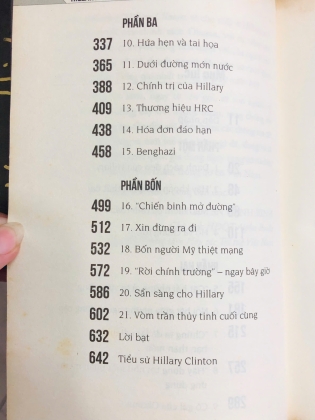 PHẦN BA
337 10. Hứa hẹn và tai họa
365 11. Dưới đường mớn nước
388 12. Chính trị của Hillary
409 13. Thương hiệu HRC
438 14. Hóa đơn đáo hạn
458 15. Benghazi
PHẦN BỐN
499 16. “Chiến binh mở đường”
512 17. Xin đừng ra đi
532 18. Bốn người Mỹ thiệt mạng
572 19. “Rời chính trường” – ngay bây giờ
586 20. Sẵn sàng cho Hillary
602 21. Vòm trần thủy tinh cuối cùng
632 Lời bạt
642 Tiểu sử Hillary Clinton